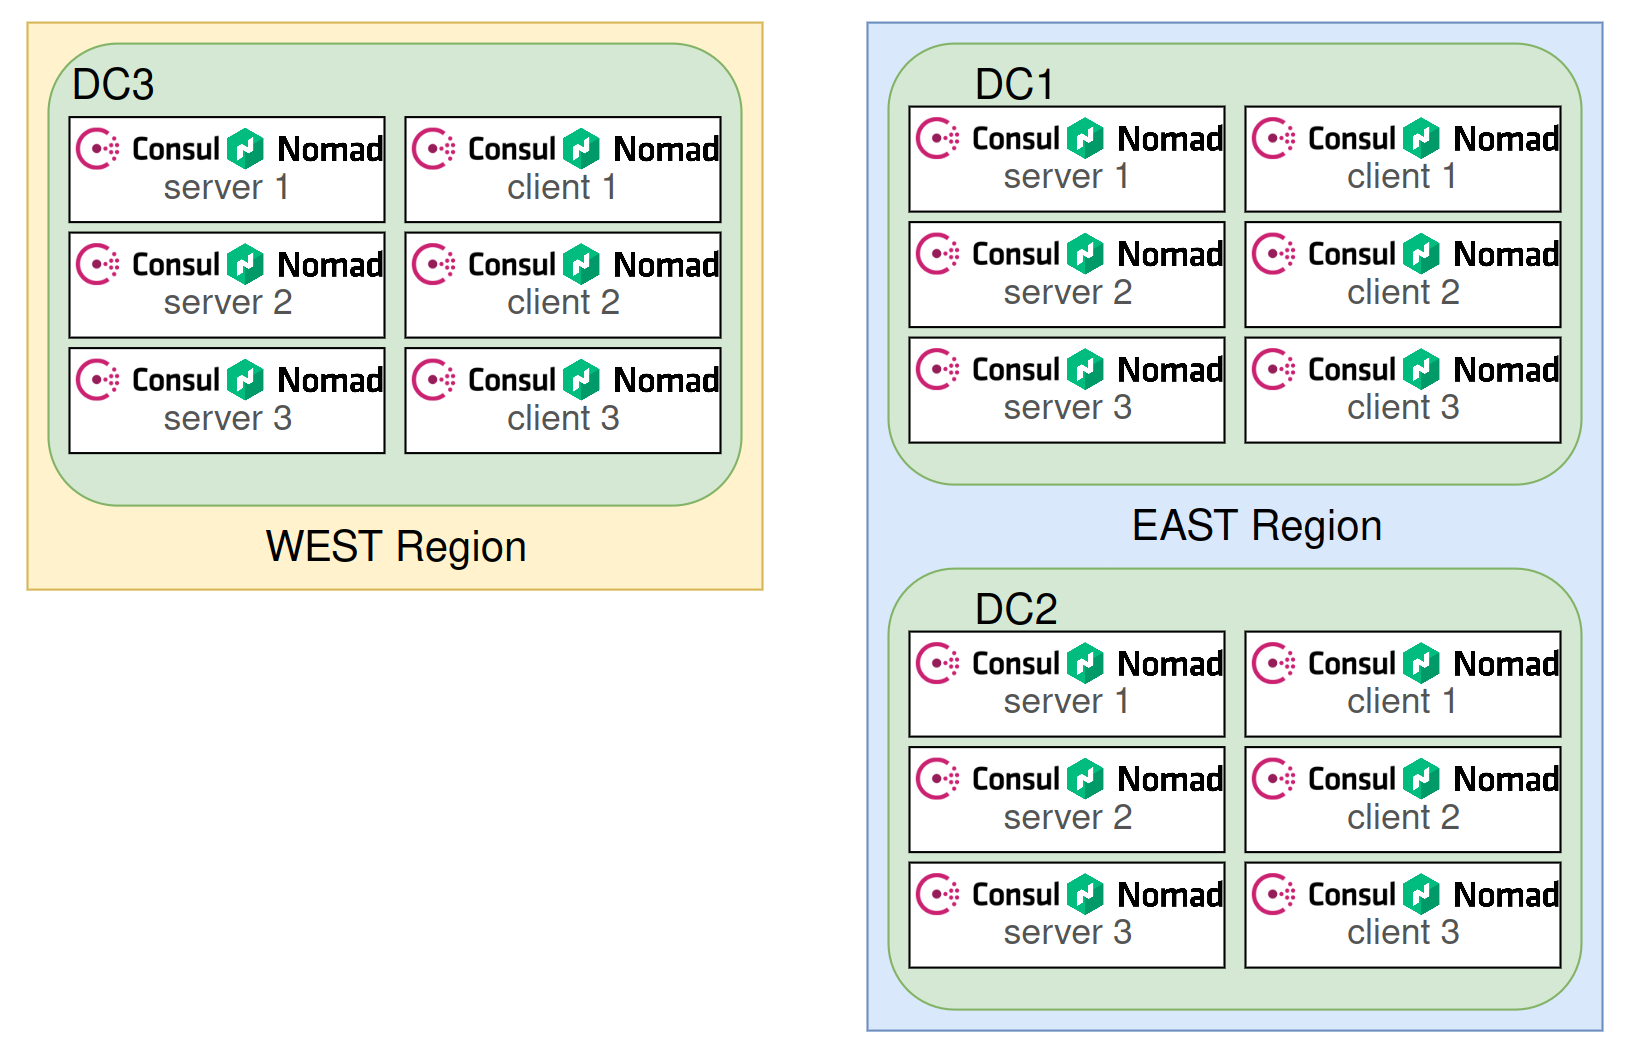 DC3
Consul Nomad
server 1
Consul Nomad
client 1
Consul Nomad
server 2
Consul Nomad
client 2
Consul Nomad
server 3
Consul Nomad
client 3
WEST Region
DC1
Consul Nomad
server 1
Consul Nomad
client 1
Consul Nomad
server 2
Consul Nomad
client 2
Consul Nomad
server 3
Consul Nomad
client 3
EAST Region
DC2
Consul Nomad
server 1
Consul Nomad
client 1
Consul Nomad
server 2
Consul Nomad
client 2
Consul Nomad
server 3
Consul Nomad
client 3